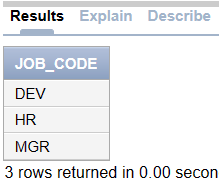 Results Explain Describe
JOB_CODE
DEV
HR
MGR
3 rows returned in 0.00 secon